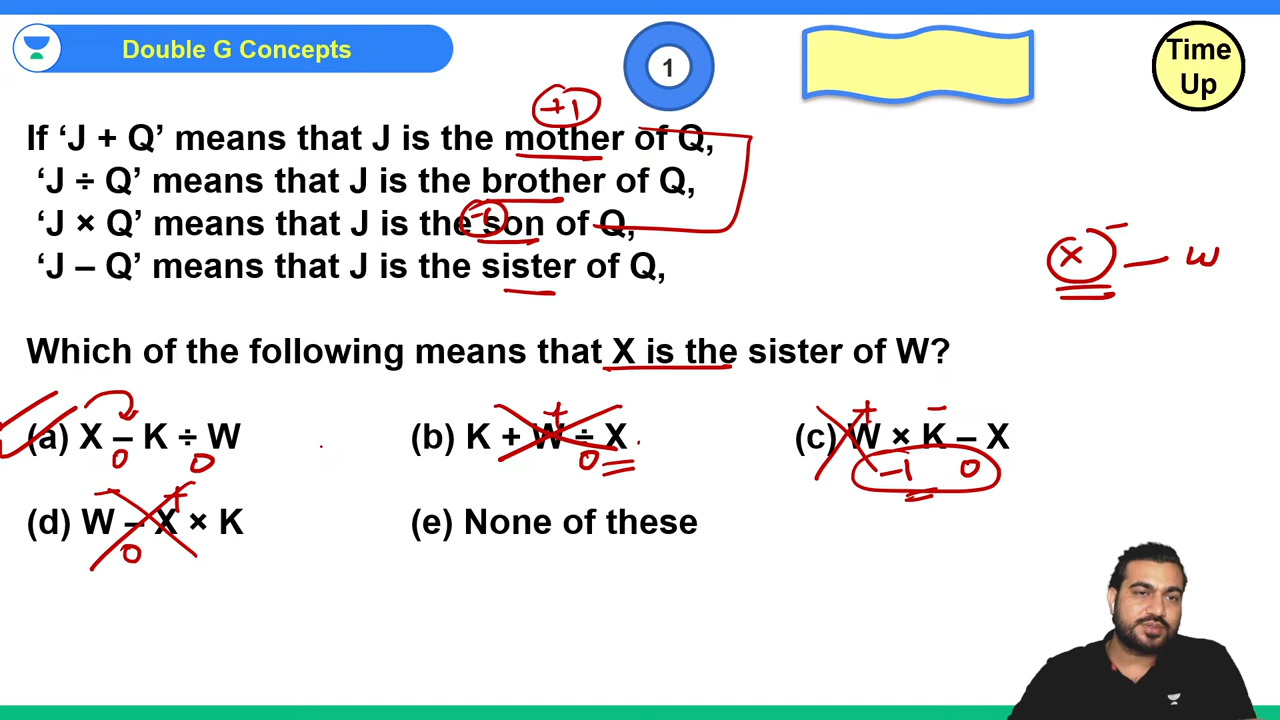 Double G Concepts
1
Time
Up
+1
If ‘J + Q’ means that J is the mother of Q,
‘J ÷ Q’ means that J is the brother of Q,
‘J × Q’ means that J is the son of Q,
‘J – Q’ means that J is the sister of Q,
x – – w
Which of the following means that X is the sister of W?
(a) X – K ÷ W
0 0
(b) K + W ÷ X
+
0
(c) W × K – X
+ –
–1 0
(d) W – X × K
– +
0
(e) None of these